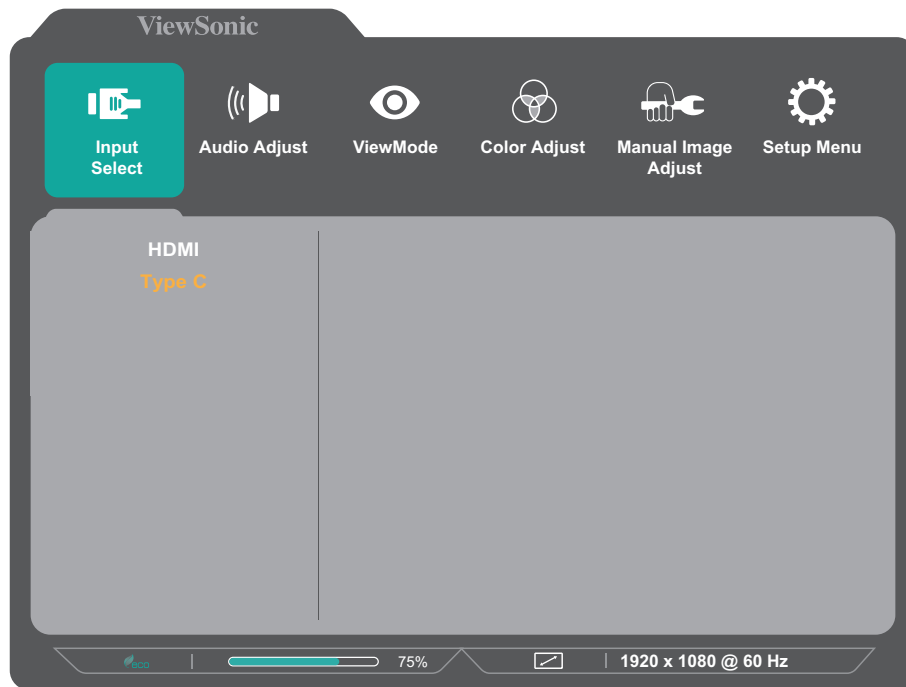 ViewSonic
Input
Select
Audio Adjust
ViewMode
Color Adjust
Manual Image
Adjust
Setup Menu
HDMI
Type C
ECO
75%
1920 x 1080 @ 60 Hz